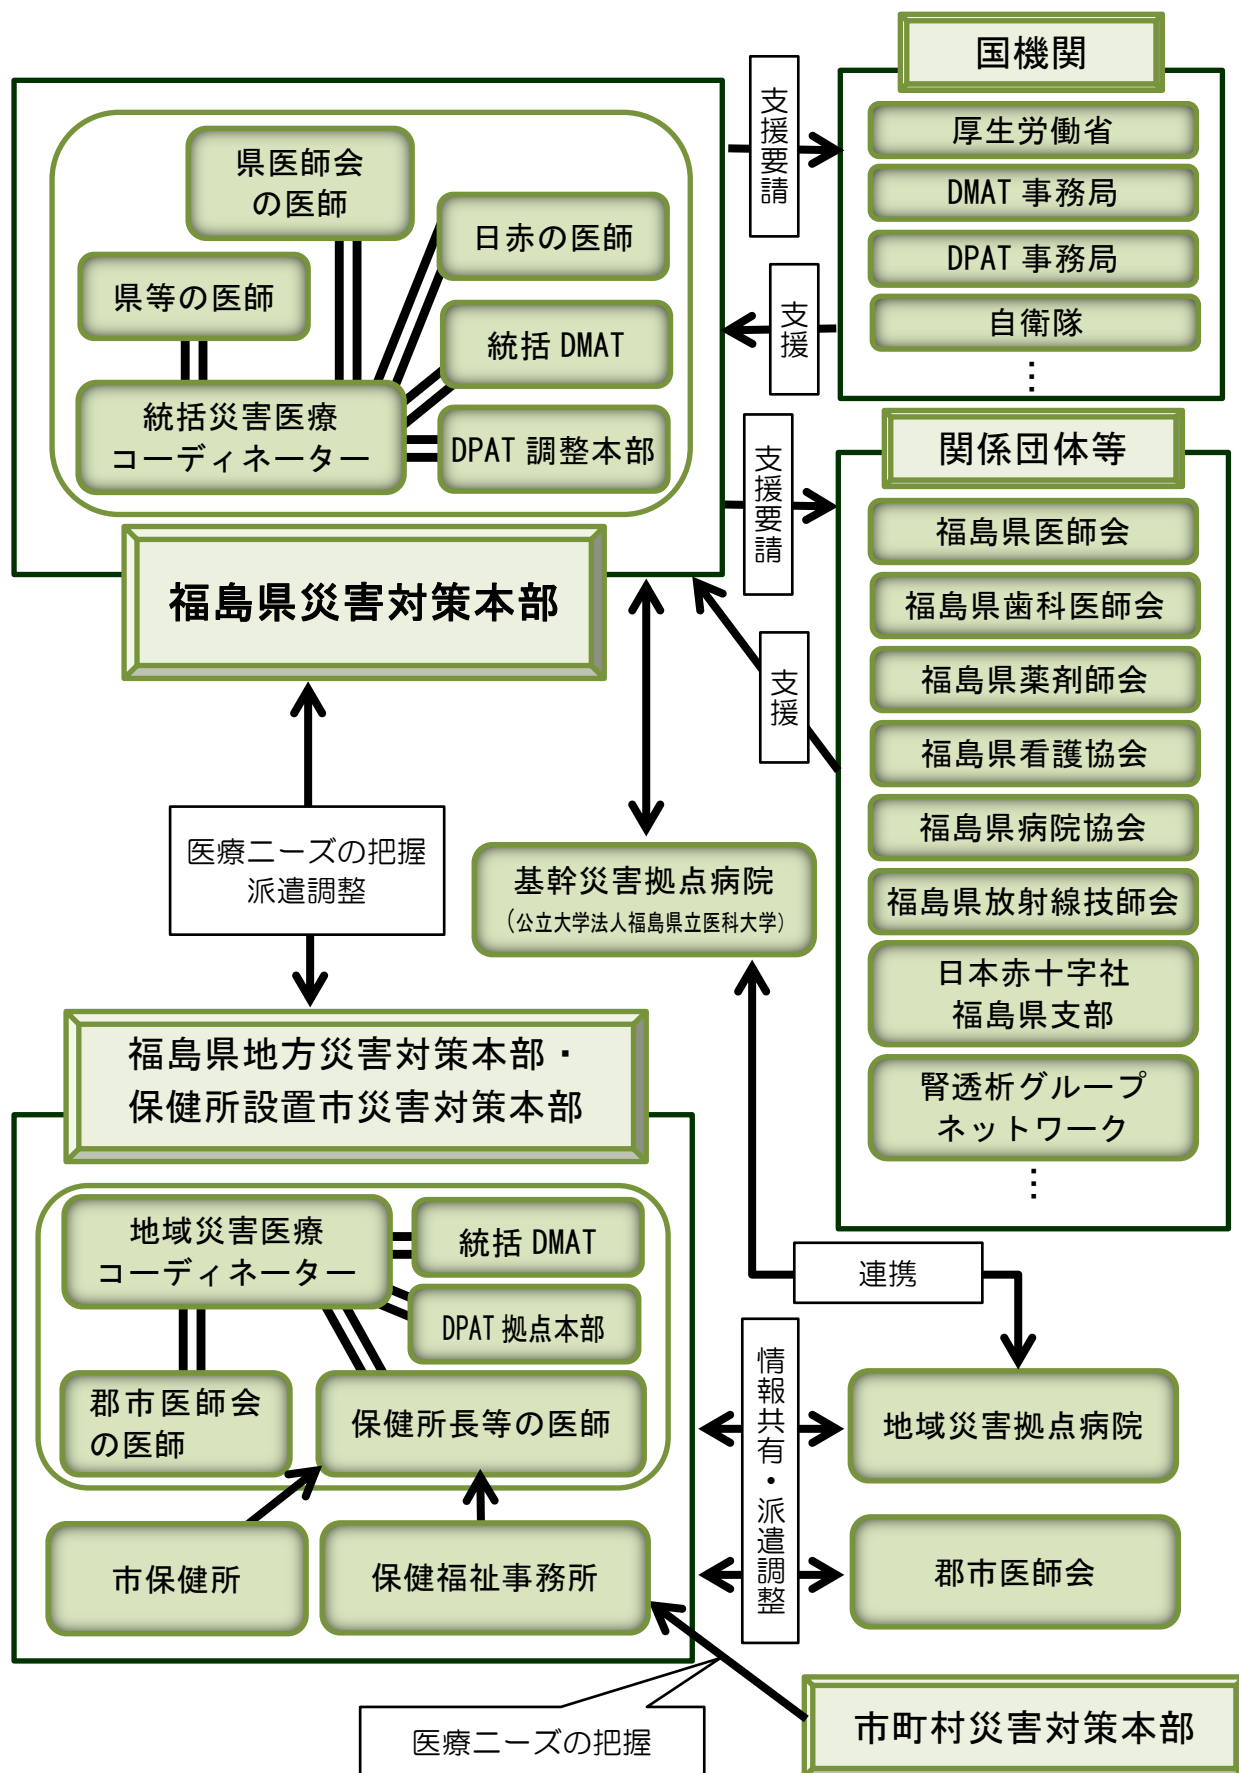 国機関
厚生労働省
DMAT 事務局
DPAT 事務局
自衛隊
…
支援要請
支援
県医師会
の医師
日赤の医師
県等の医師
統括 DMAT
統括災害医療
コーディネーター
DPAT 調整本部
福島県災害対策本部
支援要請
支援
関係団体等
福島県医師会
福島県歯科医師会
福島県薬剤師会
福島県看護協会
福島県病院協会
福島県放射線技師会
日本赤十字社
福島県支部
腎透析グループ
ネットワーク
…
医療ニーズの把握
派遣調整
基幹災害拠点病院
(公立大学法人福島県立医科大学)
福島県地方災害対策本部・
保健所設置市災害対策本部
地域災害医療
コーディネーター
統括 DMAT
DPAT 拠点本部
郡市医師会
の医師
保健所長等の医師
市保健所
保健福祉事務所
連携
情報共有・派遣調整
地域災害拠点病院
郡市医師会
医療ニーズの把握
市町村災害対策本部